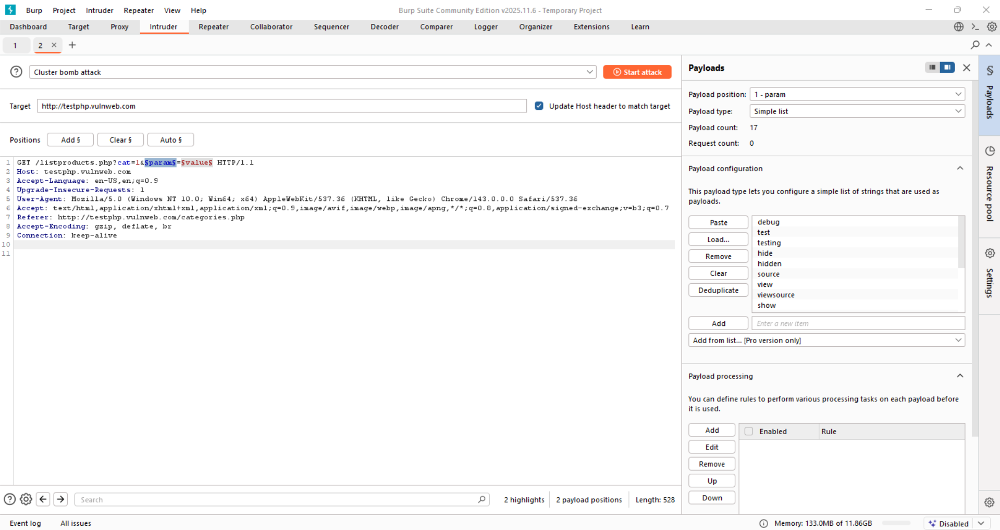 Burp Project Intruder Repeater View Help
Burp Suite Community Edition v2025.11.6 - Temporary Project
Dashboard Target Proxy Intruder Repeater Collaborator Sequencer Decoder Comparer Logger Organizer Extensions Learn
1 2 × +
Cluster bomb attack
Start attack
Target http://testphp.vulnweb.com
Update Host header to match target
Positions Add § Clear § Auto §
1 GET /listproducts.php?cat=1&§param§=§value§ HTTP/1.1
2 Host: testphp.vulnweb.com
3 Accept-Language: en-US,en;q=0.9
4 Upgrade-Insecure-Requests: 1
5 User-Agent: Mozilla/5.0 (Windows NT 10.0; Win64; x64) AppleWebKit/537.36 (KHTML, like Gecko) Chrome/143.0.0.0 Safari/537.36
6 Accept: text/html,application/xhtml+xml,application/xml;q=0.9,image/avif,image/webp,image/apng,*/*;q=0.8,application/signed-exchange;v=b3;q=0.7
7 Referer: http://testphp.vulnweb.com/categories.php
8 Accept-Encoding: gzip, deflate, br
9 Connection: keep-alive
10
11
Search
2 highlights
2 payload positions
Length: 528
Payloads
Payload position: 1 - param
Payload type: Simple list
Payload count: 17
Request count: 0
Payload configuration
This payload type lets you configure a simple list of strings that are used as
payloads.
Paste
Load...
Remove
Clear
Deduplicate
debug
test
testing
hide
hidden
source
view
viewsource
show
Add Enter a new item
Add from list... [Pro version only]
Payload processing
You can define rules to perform various processing tasks on each payload before
it is used.
Add
Edit
Remove
Up
Down
Enabled Rule
§ Payloads
Resource pool
Settings
Event log All issues
Memory: 133.0MB of 11.86GB
Disabled